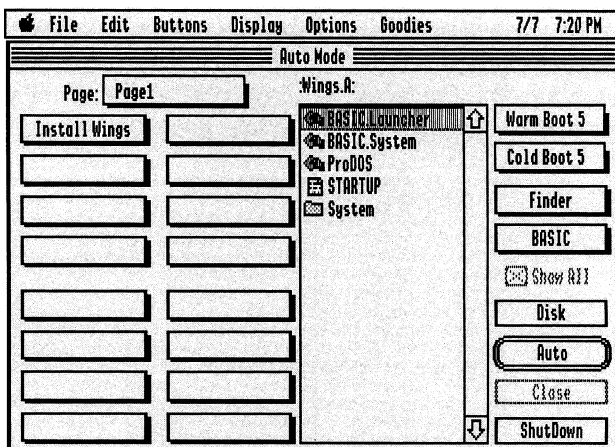 File Edit Buttons Display Options Goodies 7/7 7:20 PM
Auto Mode
Page: Page1
:Wings.A:
Install Wings
BASIC.Launcher
BASIC.System
ProDOS
STARTUP
System
Warm Boot 5
Cold Boot 5
Finder
BASIC
Show All
Disk
Auto
Close
ShutDown